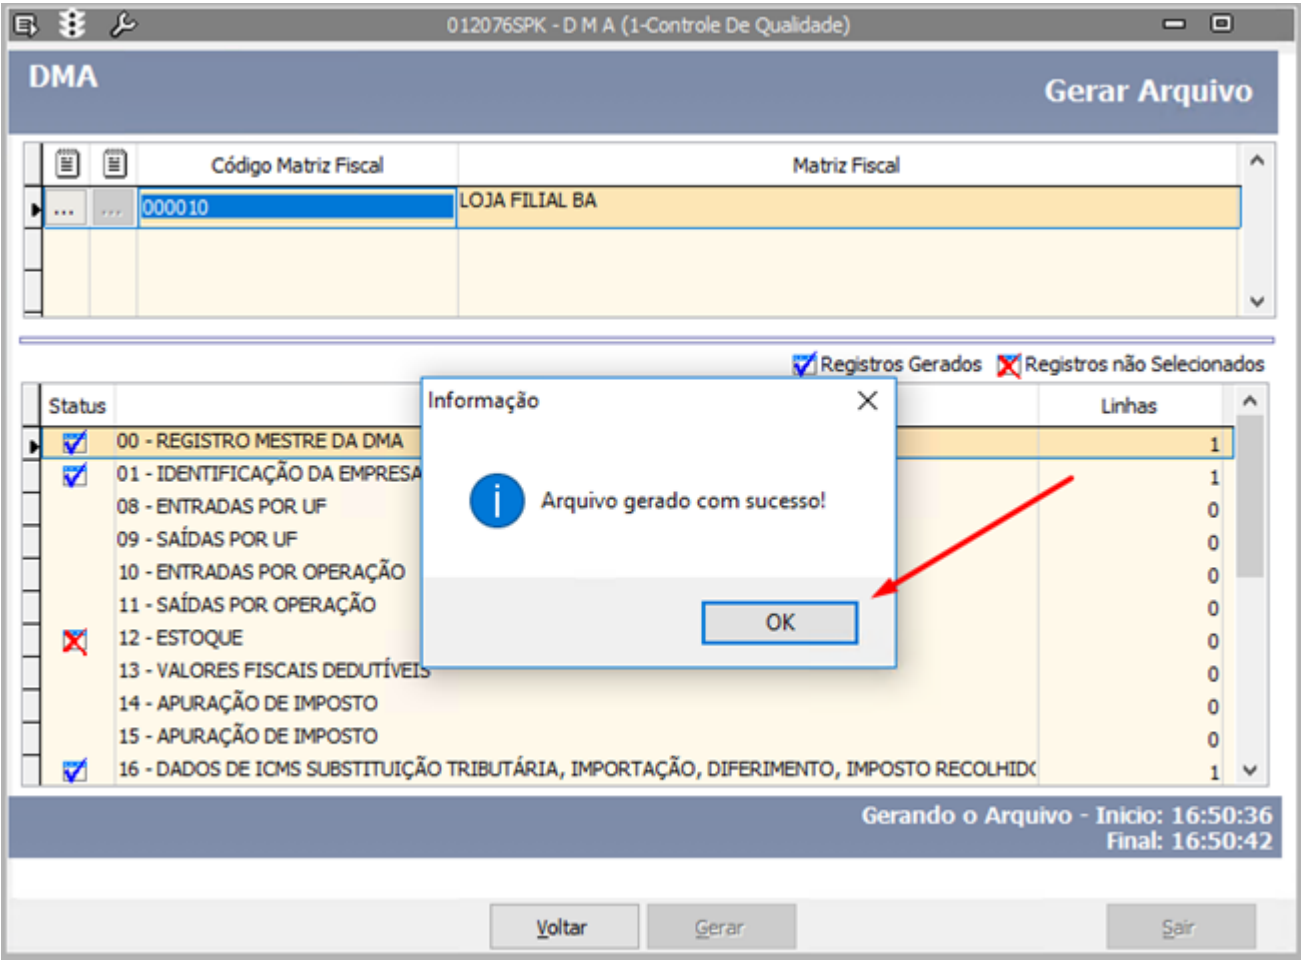 012076SPK - D M A (1-Controle De Qualidade)
DMA
Gerar Arquivo
Código Matriz Fiscal Matriz Fiscal
... ... 000010 LOJA FILIAL BA
Registros Gerados Registros não Selecionados
Status Linhas
00 - REGISTRO MESTRE DA DMA 1
01 - IDENTIFICAÇÃO DA EMPRESA 1
08 - ENTRADAS POR UF 0
09 - SAÍDAS POR UF 0
10 - ENTRADAS POR OPERAÇÃO 0
11 - SAÍDAS POR OPERAÇÃO 0
12 - ESTOQUE 0
13 - VALORES FISCAIS DEDUTÍVEIS 0
14 - APURAÇÃO DE IMPOSTO 0
15 - APURAÇÃO DE IMPOSTO 0
16 - DADOS DE ICMS SUBSTITUIÇÃO TRIBUTÁRIA, IMPORTAÇÃO, DIFERIMENTO, IMPOSTO RECOLHIDO 1
Informação
Arquivo gerado com sucesso!
OK
Gerando o Arquivo - Inicio: 16:50:36
Final: 16:50:42
Voltar Gerar Sair